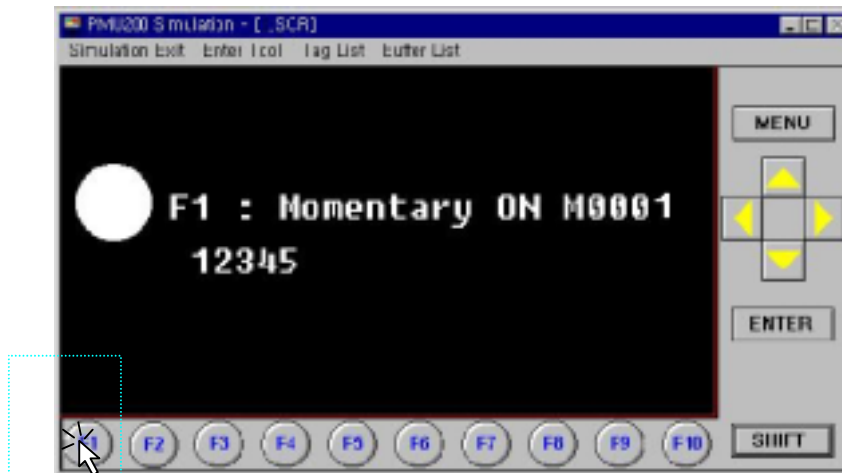 PMU200 Simulation - [ .SCR]
Simulation Exit Enter Tool Tag List Buffer List
MENU
F1 : Momentary ON M0001
12345
ENTER
F1 F2 F3 F4 F5 F6 F7 F8 F9 F10
SHIFT